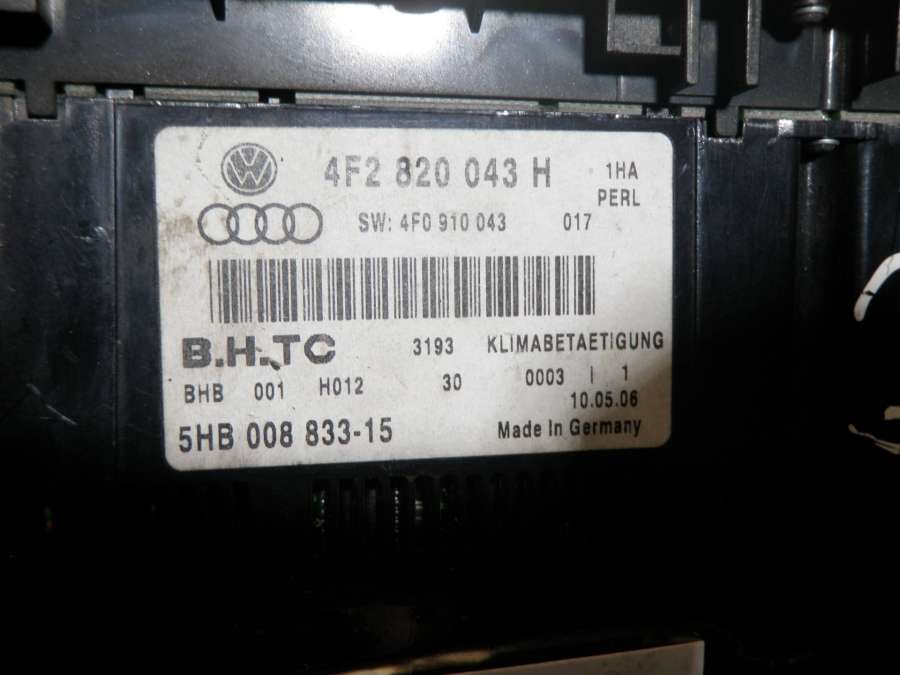 4F2 820 043 H 1HA
PERL
SW: 4F0 910 043 017
B.H.TC 3193 KLIMABETAETIGUNG
BHB 001 H012 30 0003 | 1
10.05.06
5HB 008 833-15 Made In Germany